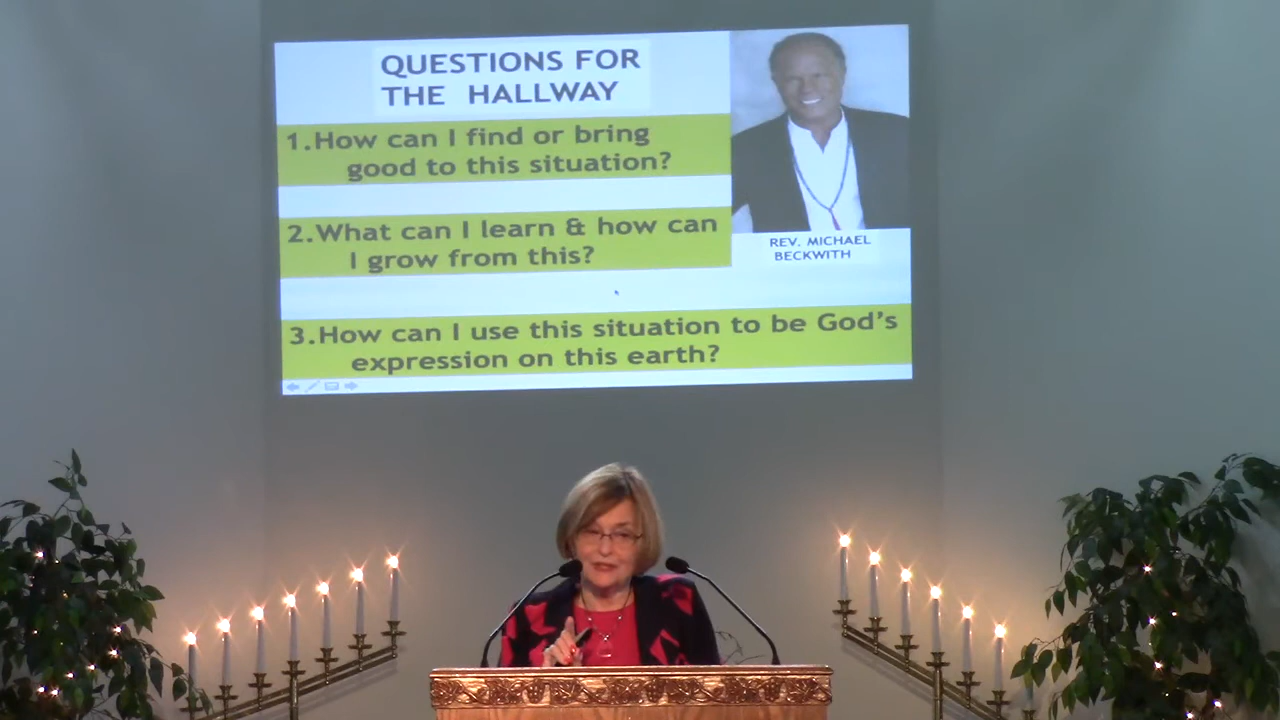 QUESTIONS FOR
THE HALLWAY
1.How can I find or bring
good to this situation?
2.What can I learn & how can
I grow from this?
REV. MICHAEL
BECKWITH
3.How can I use this situation to be God's
expression on this earth?